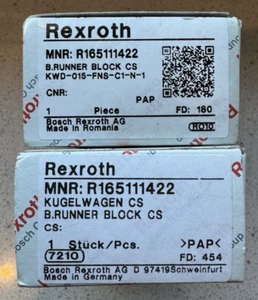 Rexroth
MNR: R165111422
B.RUNNER BLOCK CS
KWD-015-FNS-C1-N-1
CNR:
PAP
1 Piece FD: 180
Bosch Rexroth AG
Made in Romania
R010
Rexroth
MNR: R165111422
KUGELWAGEN CS
B.RUNNER BLOCK CS
CS:
1 Stück/Pcs. >PAP<
7210 FD: 454
Bosch Rexroth AG D 97419Schweinfurt
Made in Germany